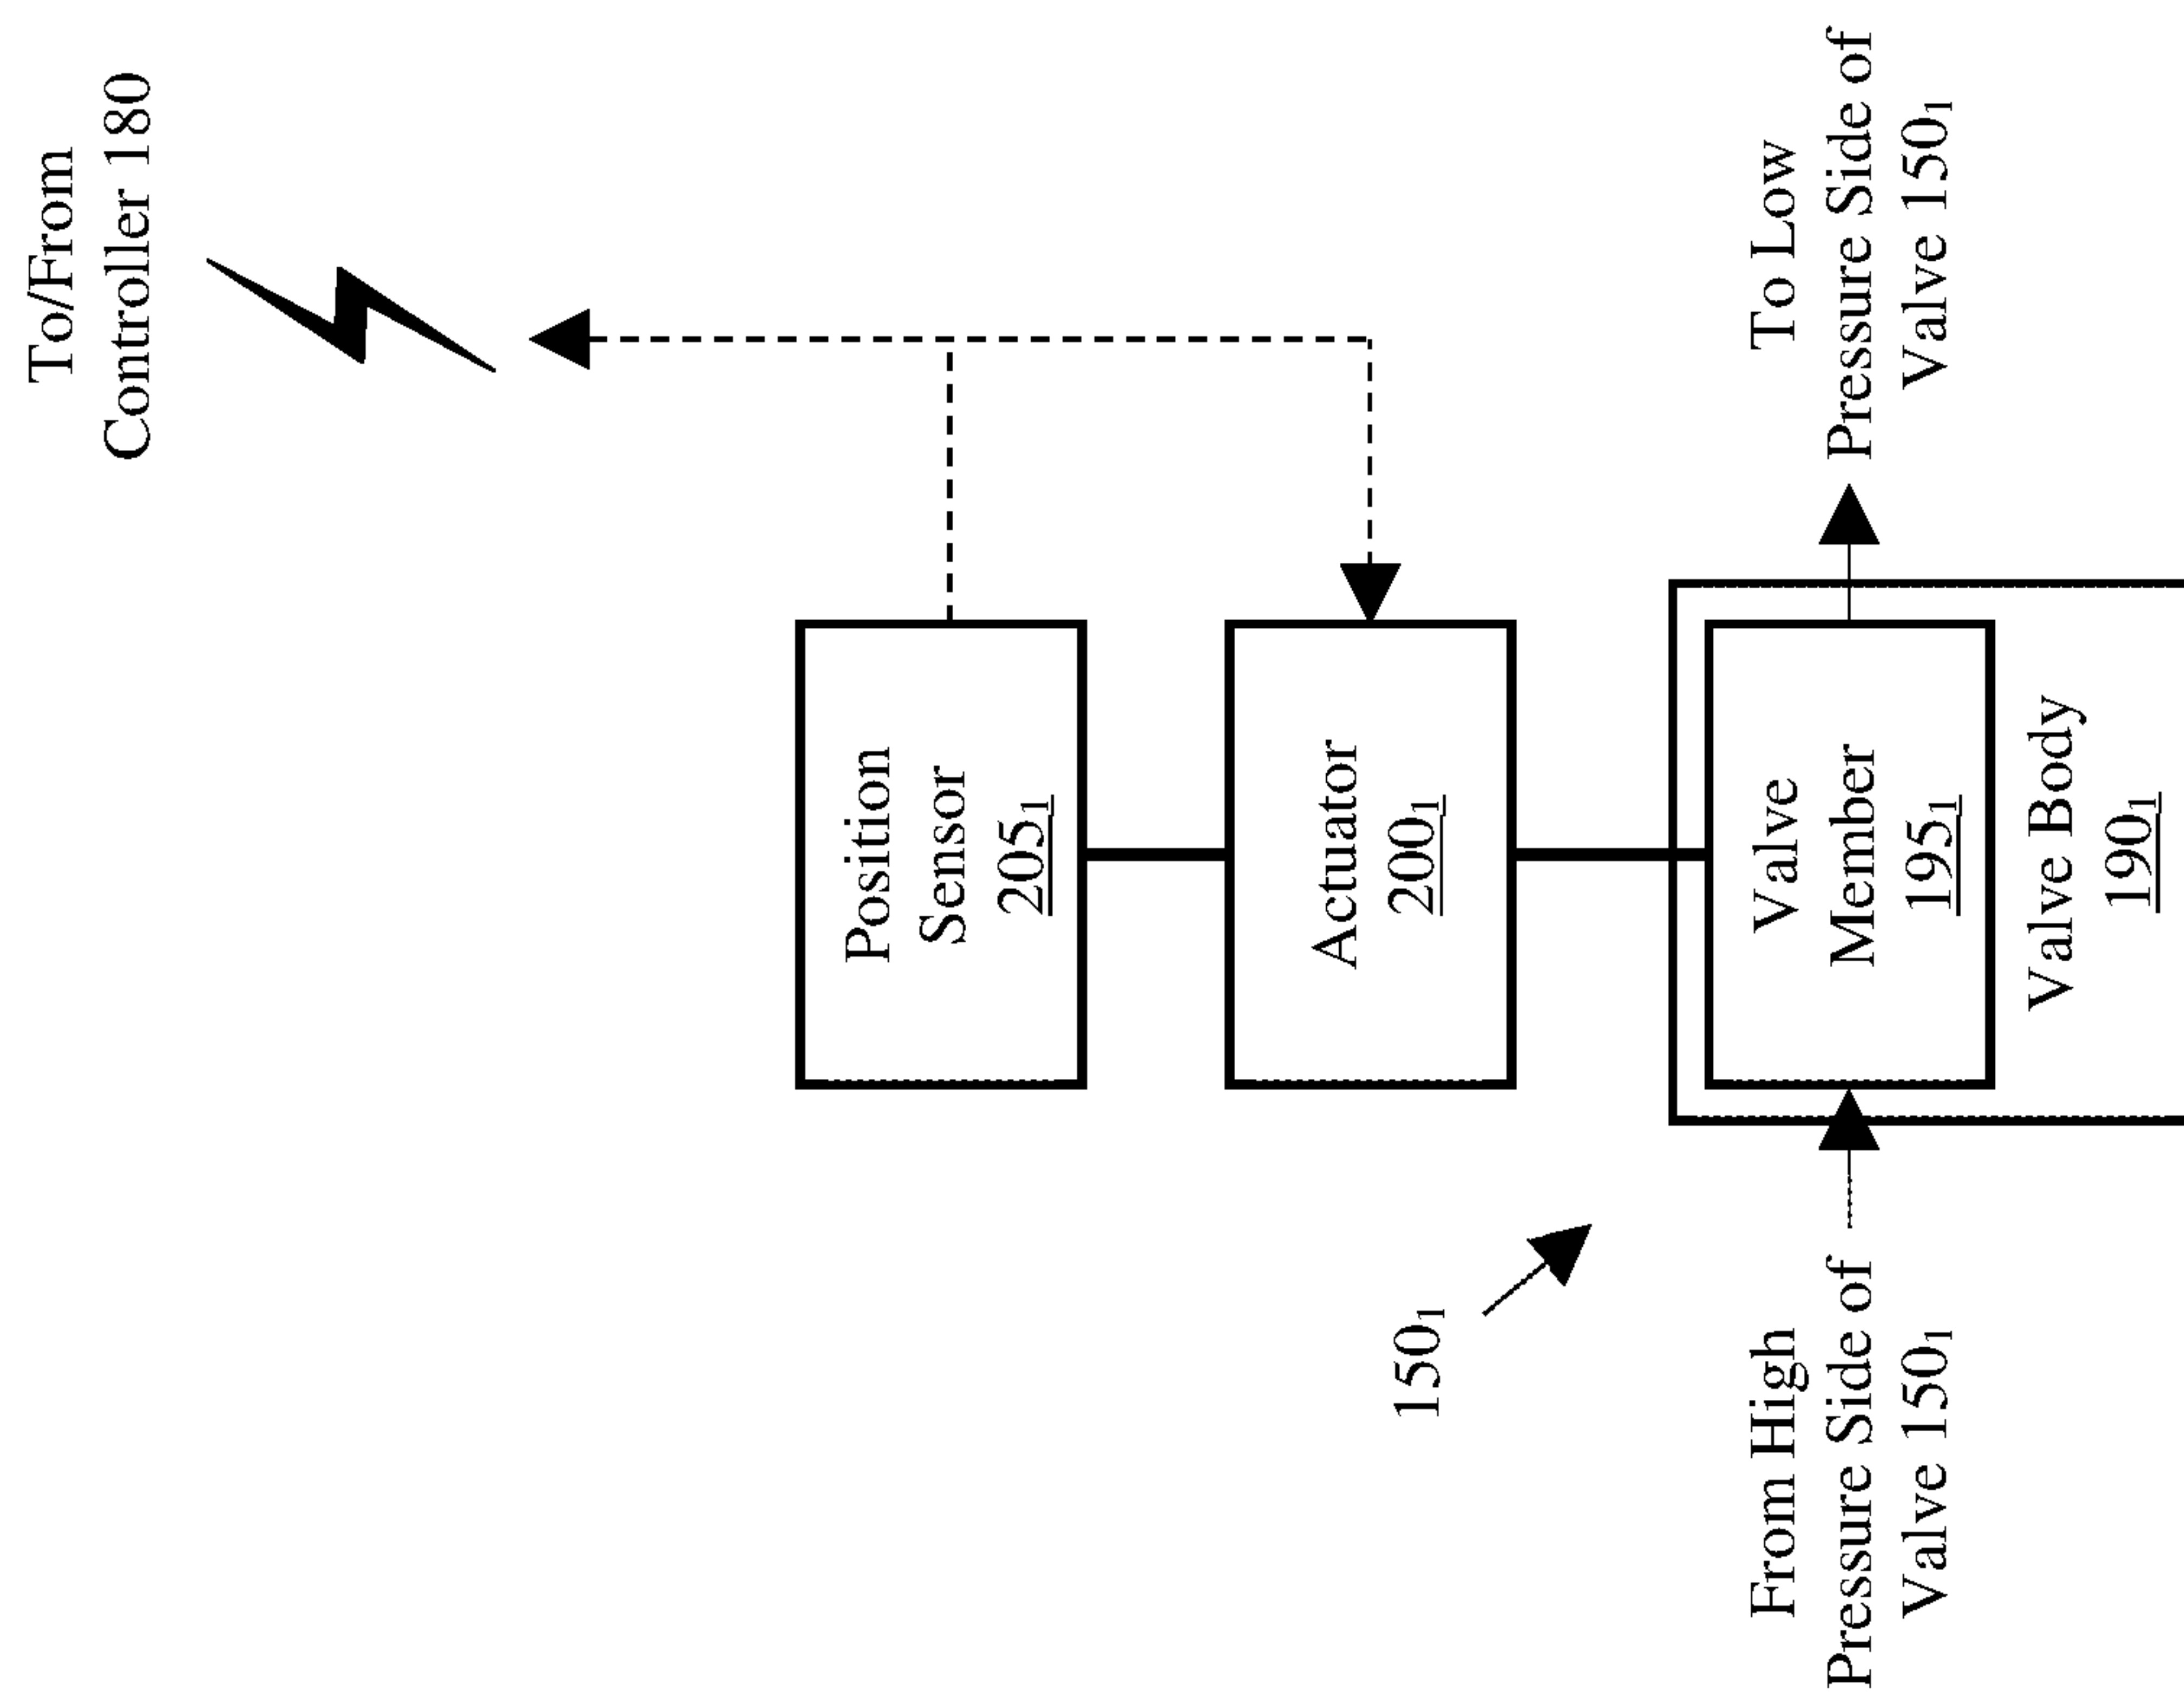 To/From
Controller 180
Position
Sensor
205₁
Actuator
200₁
150₁
From High
Pressure Side of
Valve 150₁
Valve
Member
195₁
Valve Body
190₁
To Low
Pressure Side of
Valve 150₁